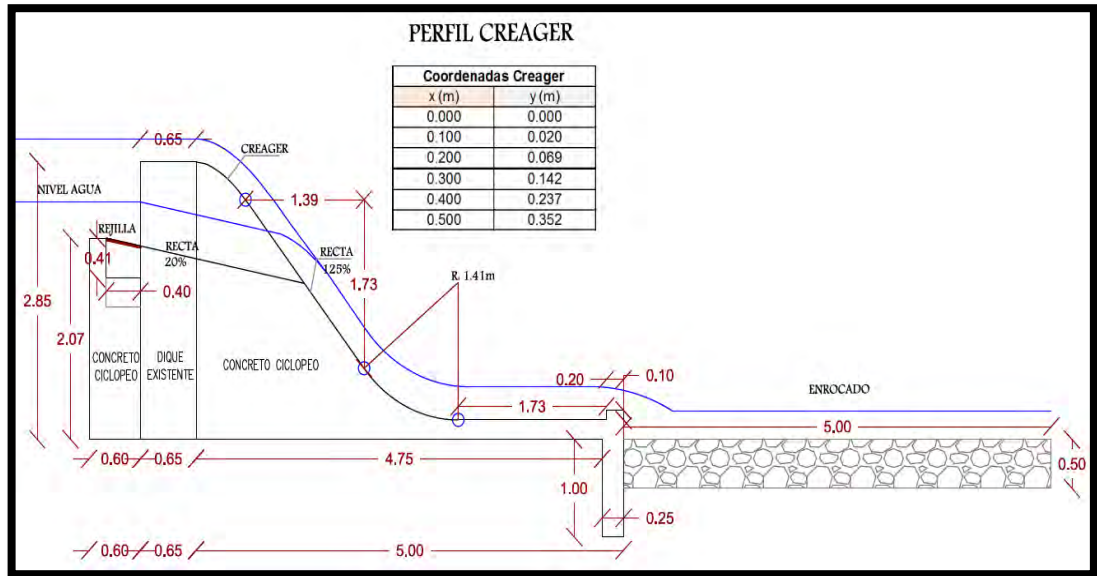 PERFIL CREAGER
Coordenadas Creager
x (m) y (m)
0.000 0.000
0.100 0.020
0.200 0.069
0.300 0.142
0.400 0.237
0.500 0.352
0.65
CREAGER
NIVEL AGUA
1.39
REJILLA
RECTA
20%
RECTA
125%
0.41
1.73
R. 1.41m
0.40
2.85
2.07
CONCRETO
CICLOPEO
DIQUE
EXISTENTE
CONCRETO CICLOPEO
0.20
0.10
ENROCADO
1.73
5.00
0.60
0.65
4.75
1.00
0.50
0.25
0.60
0.65
5.00